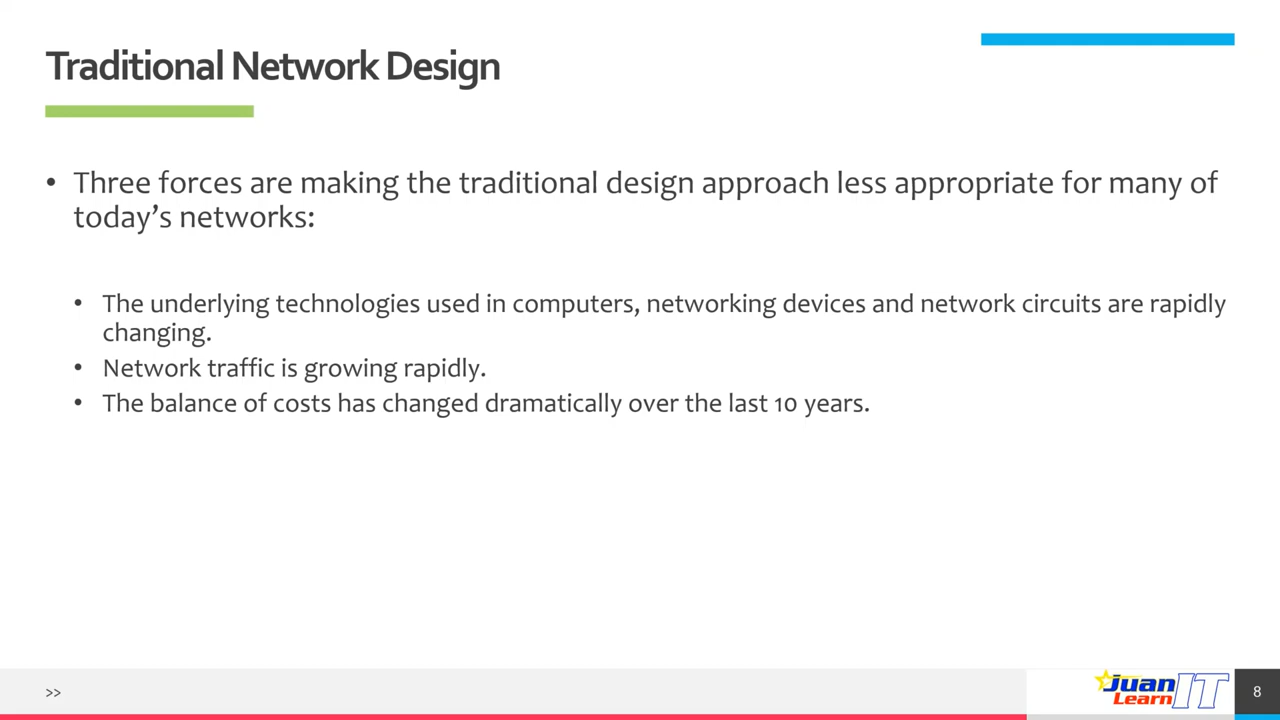 Traditional Network Design
• Three forces are making the traditional design approach less appropriate for many of
today’s networks:
• The underlying technologies used in computers, networking devices and network circuits are rapidly
changing.
• Network traffic is growing rapidly.
• The balance of costs has changed dramatically over the last 10 years.
>>
Juan
Learn IT
8